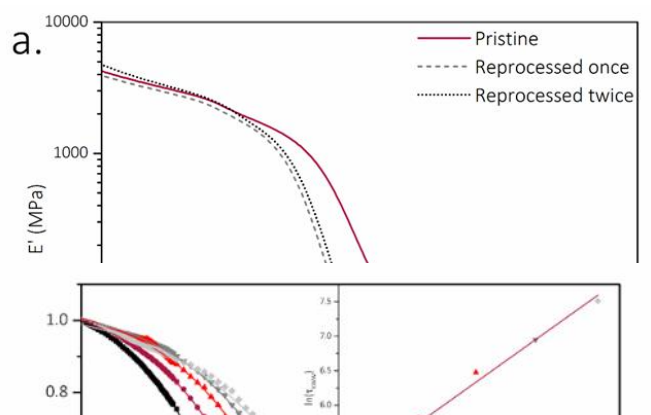 a.
10000
Pristine
Reprocessed once
Reprocessed twice
1000
E' (MPa)
1.0
0.8
7.5
7.0
6.5
6.0